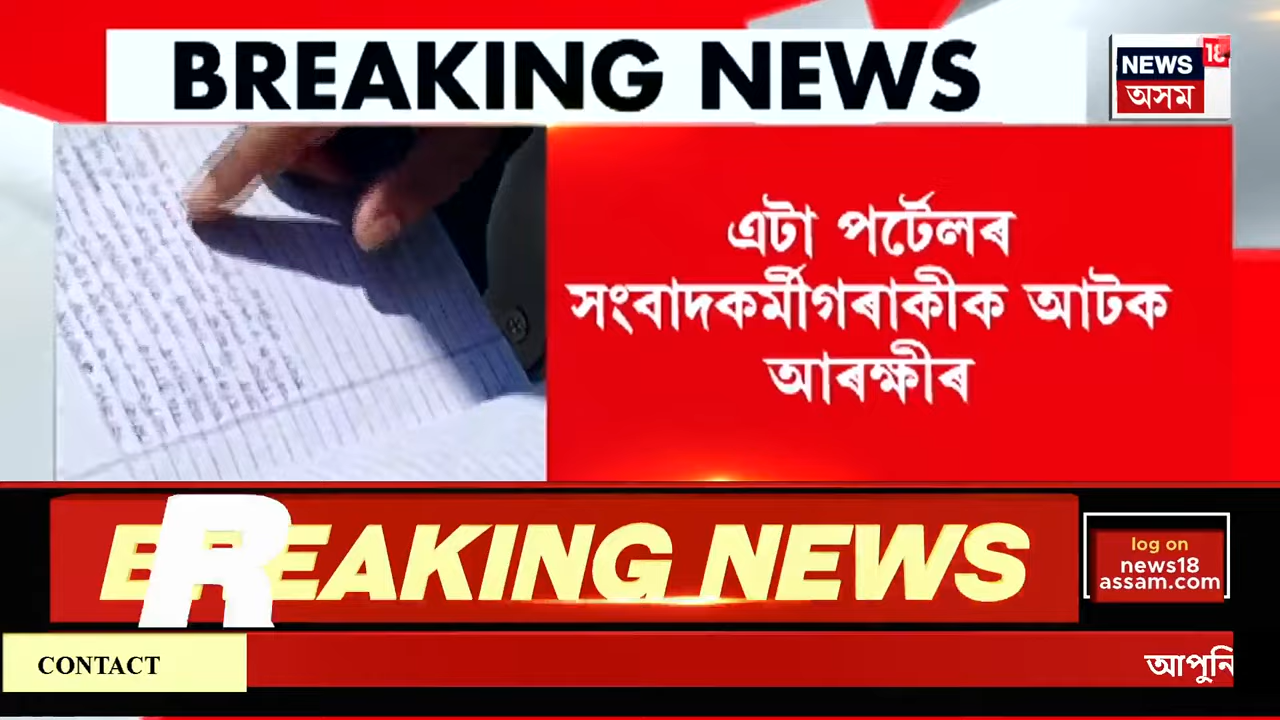 BREAKING NEWS
NEWS 18
অসম
এটা পৰ্টেলৰ
সংবাদকৰ্মীগৰাকীক আটক
আৰক্ষীৰ
BREAKING NEWS
log on
news18
assam.com
CONTACT
আপুনি